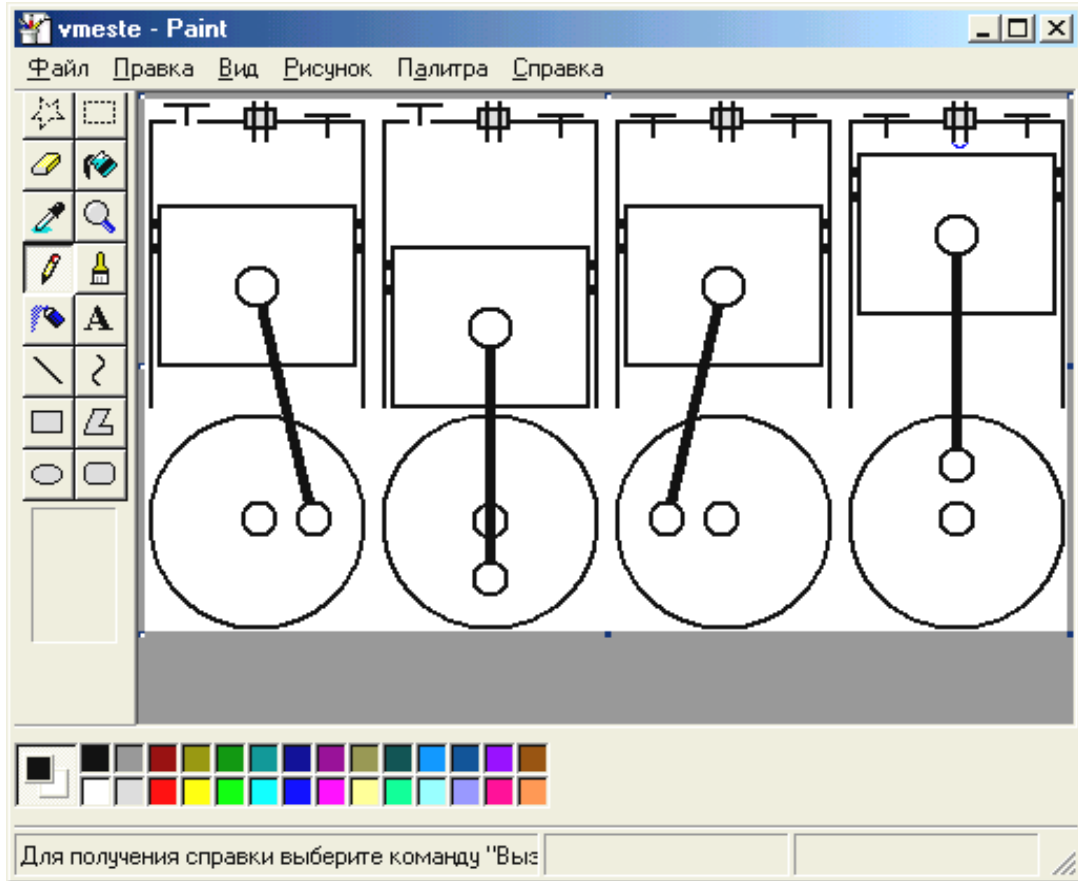 vmeste - Paint
Файл Правка Вид Рисунок Палитра Справка
A
Для получения справки выберите команду "Выз